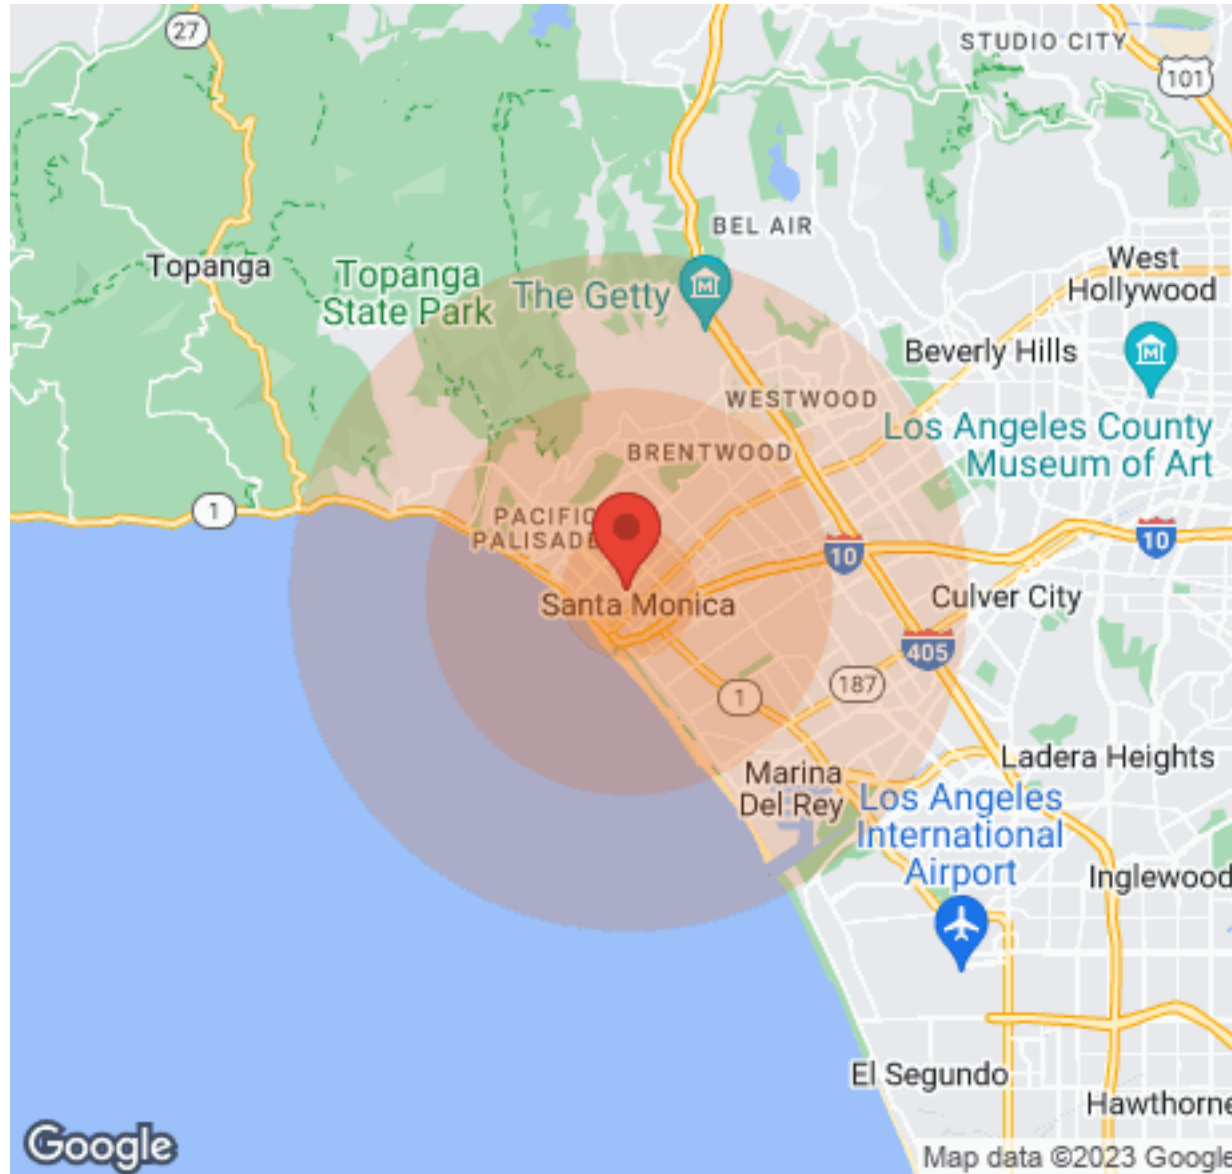 27
STUDIO CITY
101
BEL AIR
Topanga
Topanga
State Park
The Getty
West
Hollywood
Beverly Hills
WESTWOOD
Los Angeles County
Museum of Art
BRENTWOOD
1
PACIFIC
10
10
Santa Monica
Culver City
405
187
1
Marina
Del Rey
Ladera Heights
Los Angeles
International
Airport
Inglewood
El Segundo
Hawthorne
Google
Map data ©2023 Google